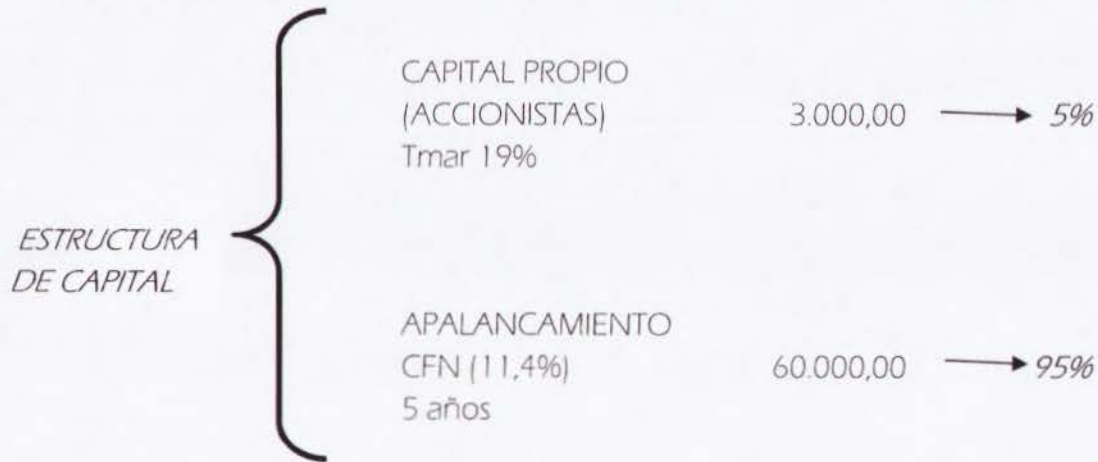 ESTRUCTURA
DE CAPITAL
CAPITAL PROPIO
(ACCIONISTAS) 3.000,00 5%
Tmar 19%
APALANCAMIENTO
CFN (11,4%) 60.000,00 95%
5 años